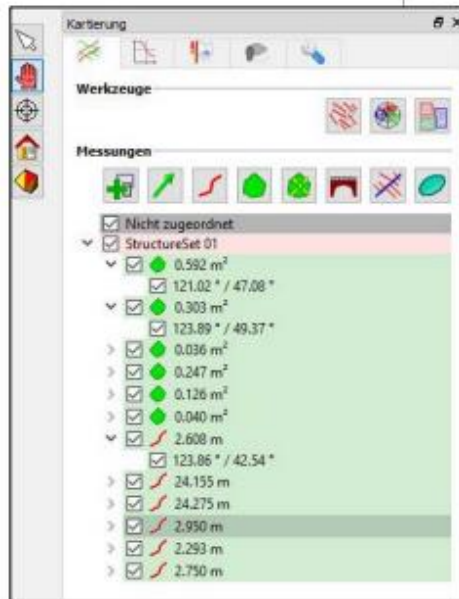 Kartierung
Werkzeuge
Messungen
Nicht zugeordnet
StructureSet 01
0.592 m²
121.02 ° / 47.08 °
0.303 m²
123.89 ° / 49.37 °
0.036 m²
0.247 m²
0.126 m²
0.040 m²
2.608 m
123.86 ° / 42.54 °
24.155 m
24.275 m
2.950 m
2.293 m
2.750 m